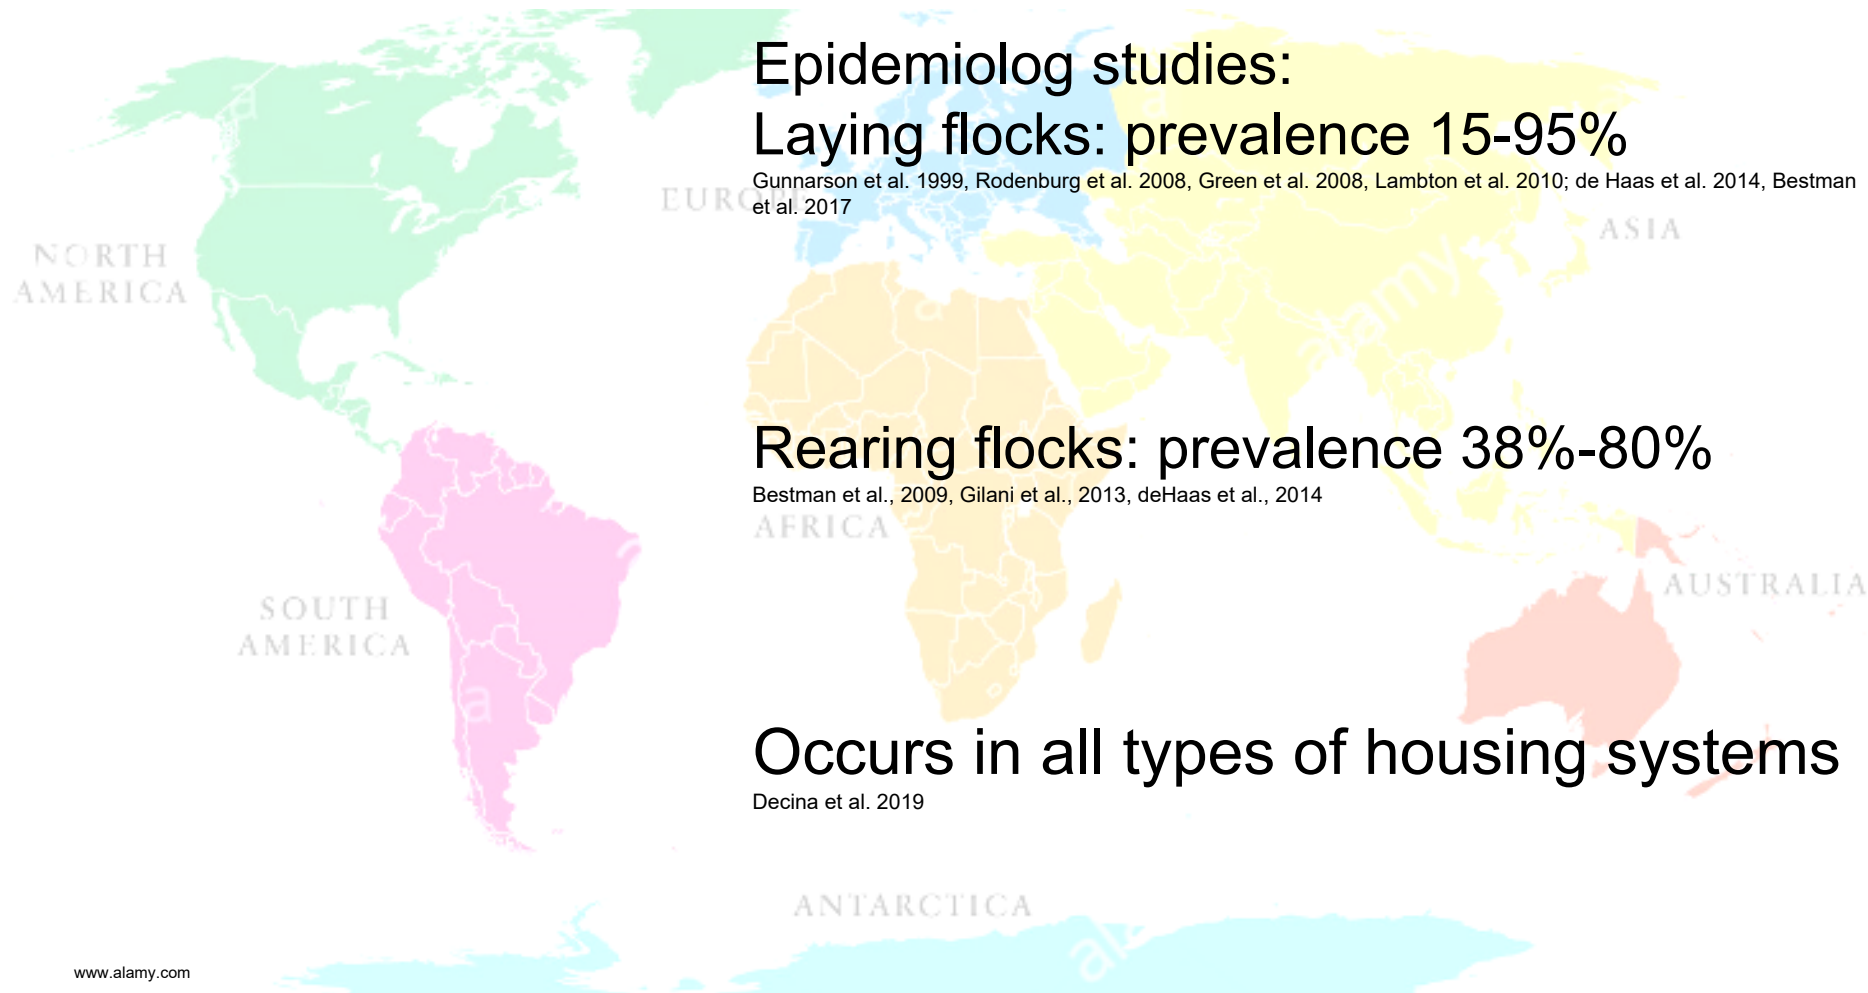 Epidemiolog studies:
Laying flocks: prevalence 15-95%
Gunnarson et al. 1999, Rodenburg et al. 2008, Green et al. 2008, Lambton et al. 2010; de Haas et al. 2014, Bestman
et al. 2017
EUROPE
ASIA
NORTH
AMERICA
alamy
Rearing flocks: prevalence 38%-80%
Bestman et al., 2009, Gilani et al., 2013, deHaas et al., 2014
AFRICA
AUSTRALIA
SOUTH
AMERICA
Occurs in all types of housing systems
Decina et al. 2019
ANTARCTICA
www.alamy.com